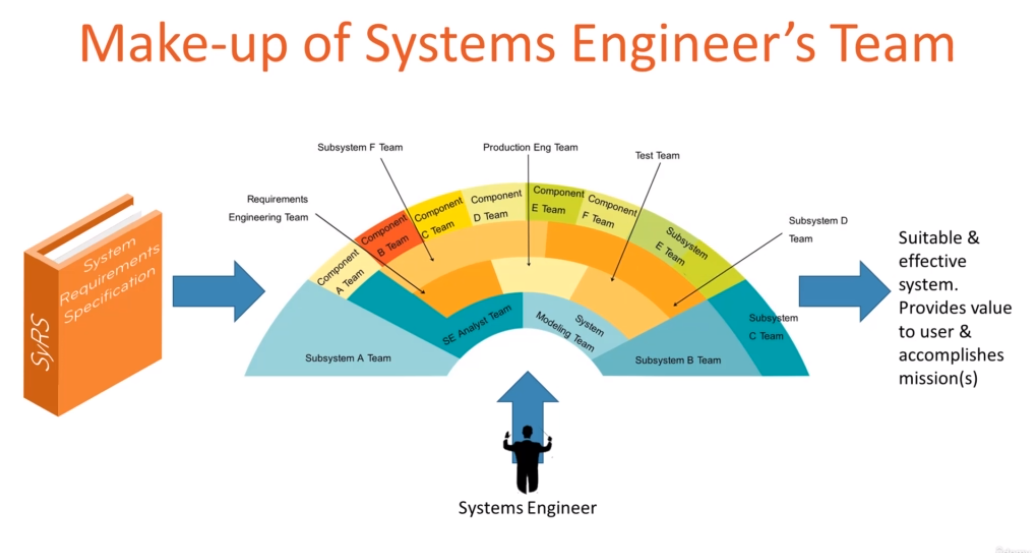 Make-up of Systems Engineer's Team
System
Requirements
Specification
SyRS
Subsystem F Team
Production Eng Team
Test Team
Requirements
Engineering Team
Subsystem D
Team
Component
A Team
Component
B Team
Component
C Team
Component
D Team
Component
E Team
Component
F Team
Subsystem
E Team
Subsystem
C Team
Subsystem A Team
SE Analyst Team
System
Modeling Team
Subsystem B Team
Suitable &
effective
system.
Provides value
to user &
accomplishes
mission(s)
Systems Engineer